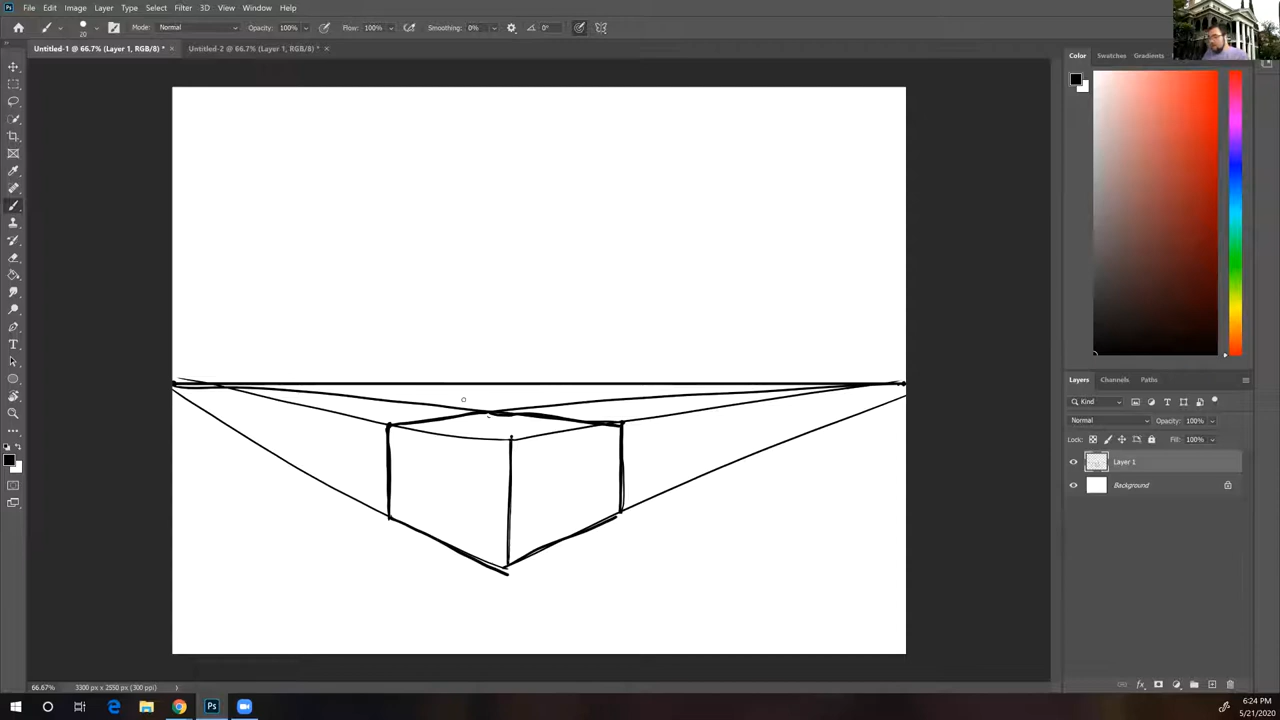 File Edit Image Layer Type Select Filter 3D View Window Help
20 Mode: Normal Opacity: 100% Flow: 100% Smoothing: 0% 0°
Untitled-1 @ 66.7% (Layer 1, RGB/8) * × Untitled-2 @ 66.7% (Layer 1, RGB/8) * ×
Color Swatches Gradients
Layers Channels Paths
Kind
Normal Opacity: 100%
Lock: Fill: 100%
Layer 1
Background
66.67% 3300 px x 2550 px (300 ppi)
6:24 PM
5/21/2020